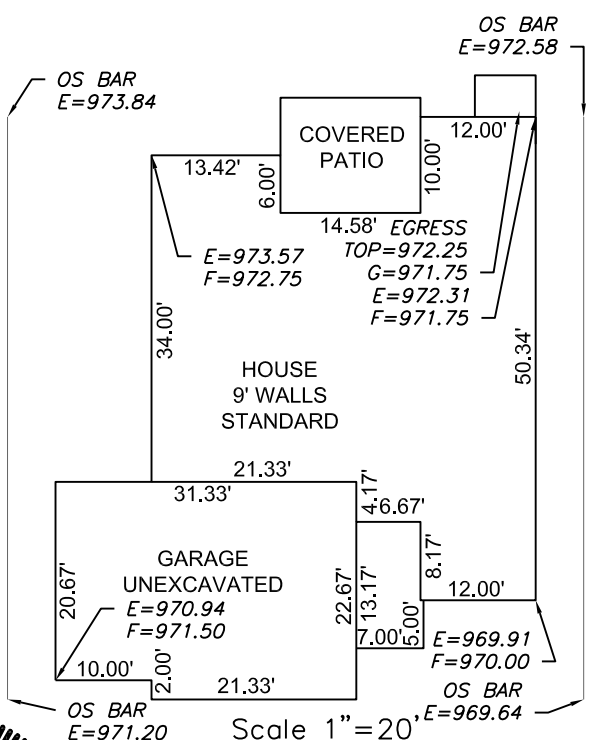 OS BAR
E=972.58
OS BAR
E=973.84
COVERED
PATIO
12.00'
13.42'
6.00'
10.00'
14.58'
EGRESS
TOP=972.25
G=971.75
E=972.31
F=971.75
E=973.57
F=972.75
34.00'
50.34'
HOUSE
9' WALLS
STANDARD
21.33'
31.33'
4.17'
6.67'
8.17'
GARAGE
UNEXCAVATED
20.67'
22.67'
13.17'
12.00'
E=970.94
F=971.50
7.00'
5.00'
E=969.91
F=970.00
10.00'
2.00'
21.33'
OS BAR
E=971.20
OS BAR
E=969.64
Scale 1"=20'